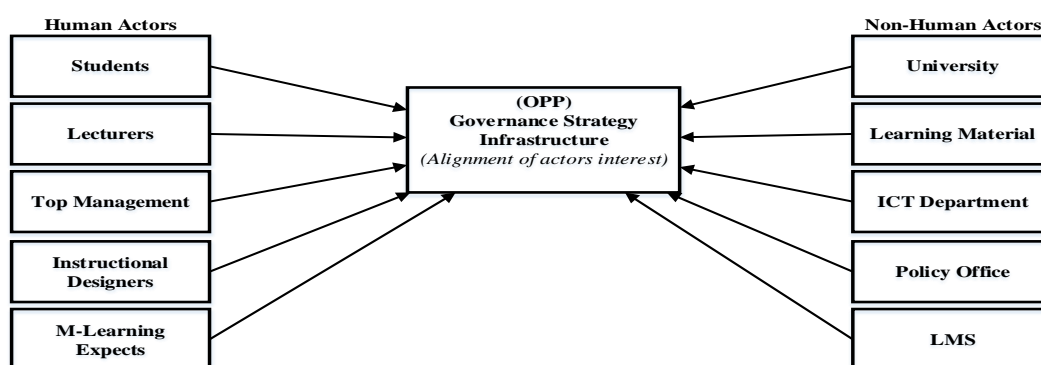 Human Actors
Students
Lecturers
Top Management
Instructional
Designers
M-Learning
Expects
(OPP)
Governance Strategy
Infrastructure
(Alignment of actors interest)
Non-Human Actors
University
Learning Material
ICT Department
Policy Office
LMS